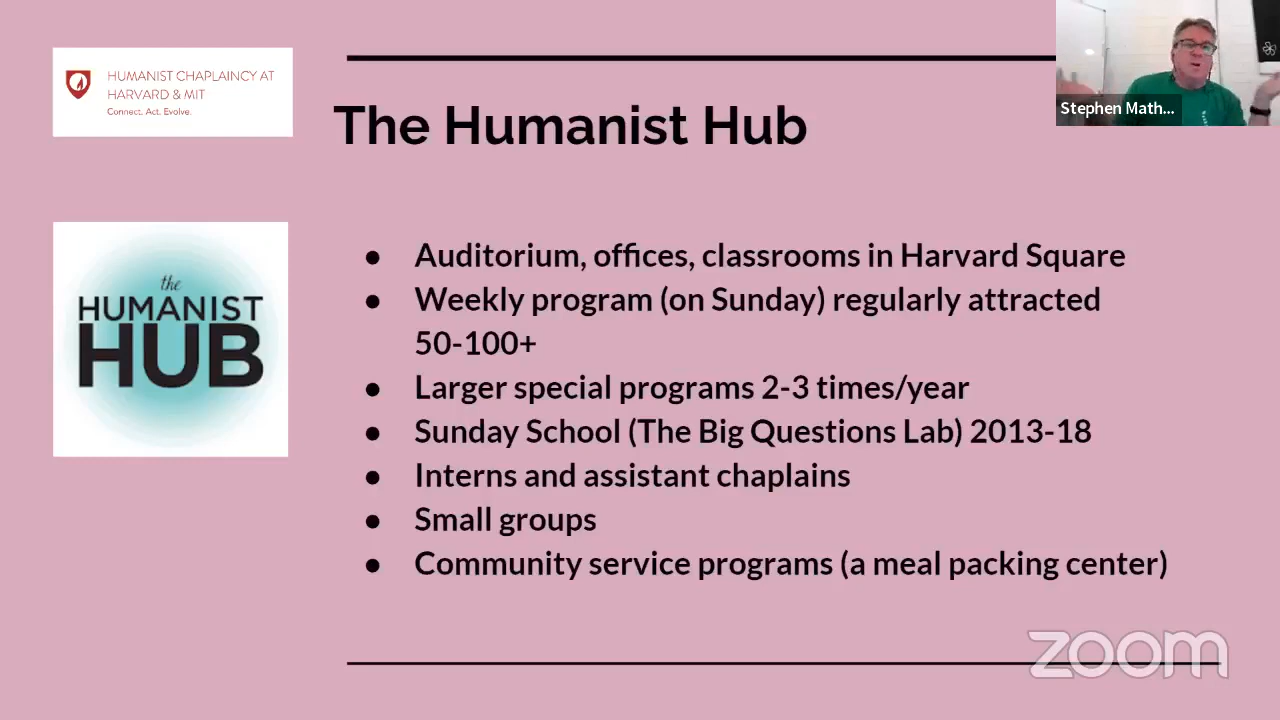 HUMANIST CHAPLAINCY AT
HARVARD & MIT
Connect. Act. Evolve.
The Humanist Hub
Stephen Math...
the
HUMANIST
HUB
● Auditorium, offices, classrooms in Harvard Square
● Weekly program (on Sunday) regularly attracted
50-100+
● Larger special programs 2-3 times/year
● Sunday School (The Big Questions Lab) 2013-18
● Interns and assistant chaplains
● Small groups
● Community service programs (a meal packing center)
zoom